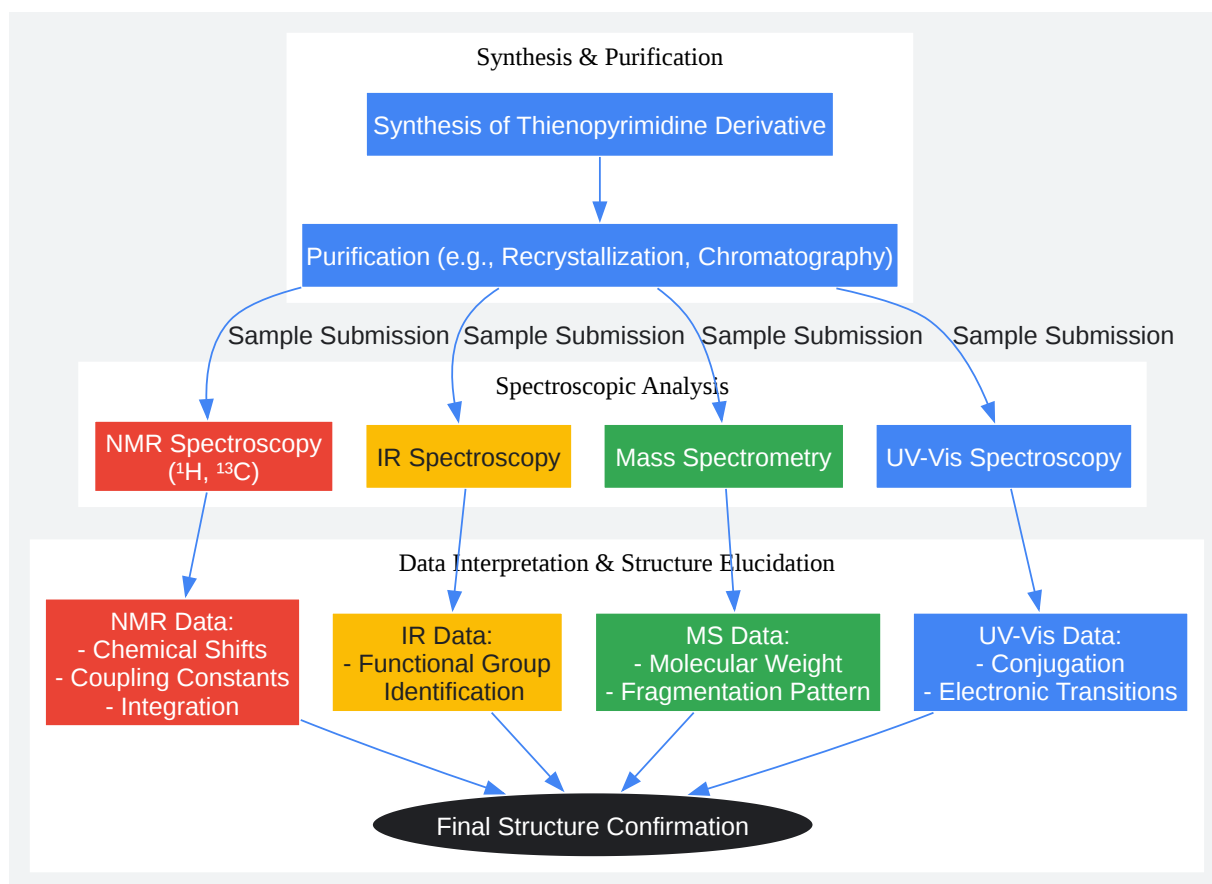 Synthesis & Purification
Synthesis of Thienopyrimidine Derivative
Purification (e.g., Recrystallization, Chromatography)
Sample Submission
Sample Submission
Sample Submission
Sample Submission
Spectroscopic Analysis
NMR Spectroscopy
(¹H, ¹³C)
IR Spectroscopy
Mass Spectrometry
UV-Vis Spectroscopy
Data Interpretation & Structure Elucidation
NMR Data:
- Chemical Shifts
- Coupling Constants
- Integration
IR Data:
- Functional Group
Identification
MS Data:
- Molecular Weight
- Fragmentation Pattern
UV-Vis Data:
- Conjugation
- Electronic Transitions
Final Structure Confirmation